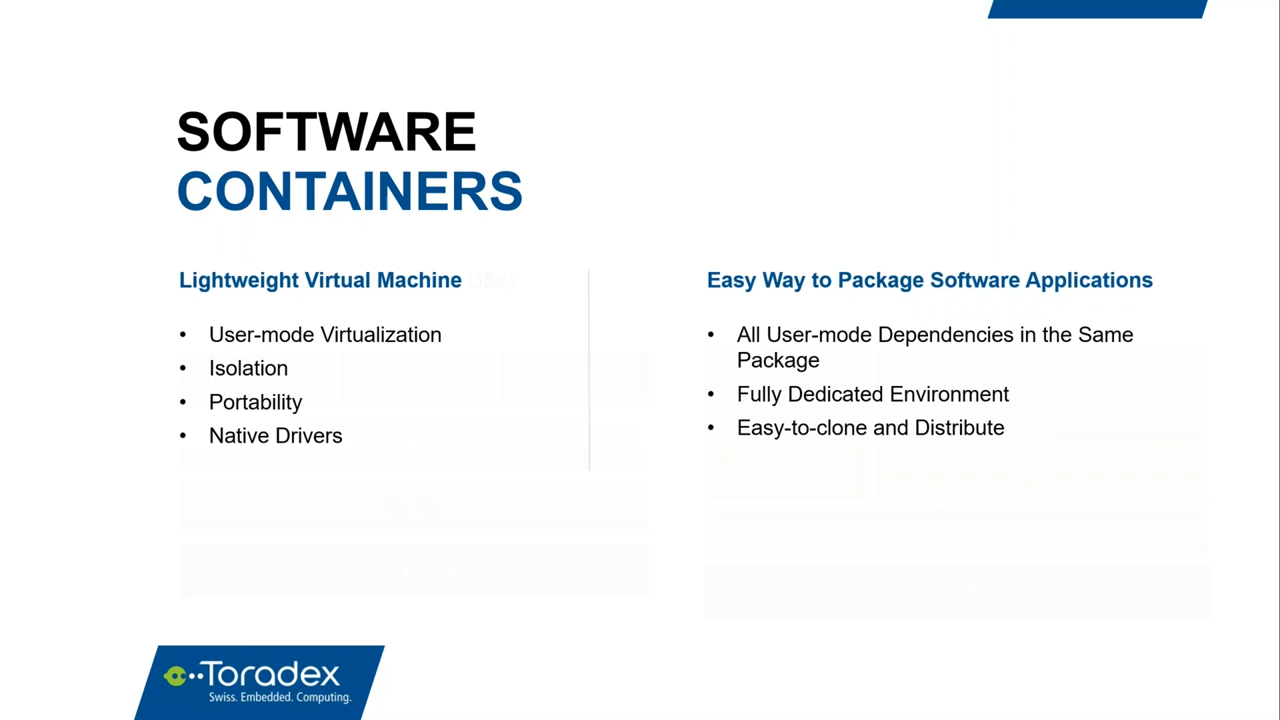 SOFTWARE
CONTAINERS
Lightweight Virtual Machine
• User-mode Virtualization
• Isolation
• Portability
• Native Drivers
Easy Way to Package Software Applications
• All User-mode Dependencies in the Same
Package
• Fully Dedicated Environment
• Easy-to-clone and Distribute
Toradex
Swiss. Embedded. Computing.